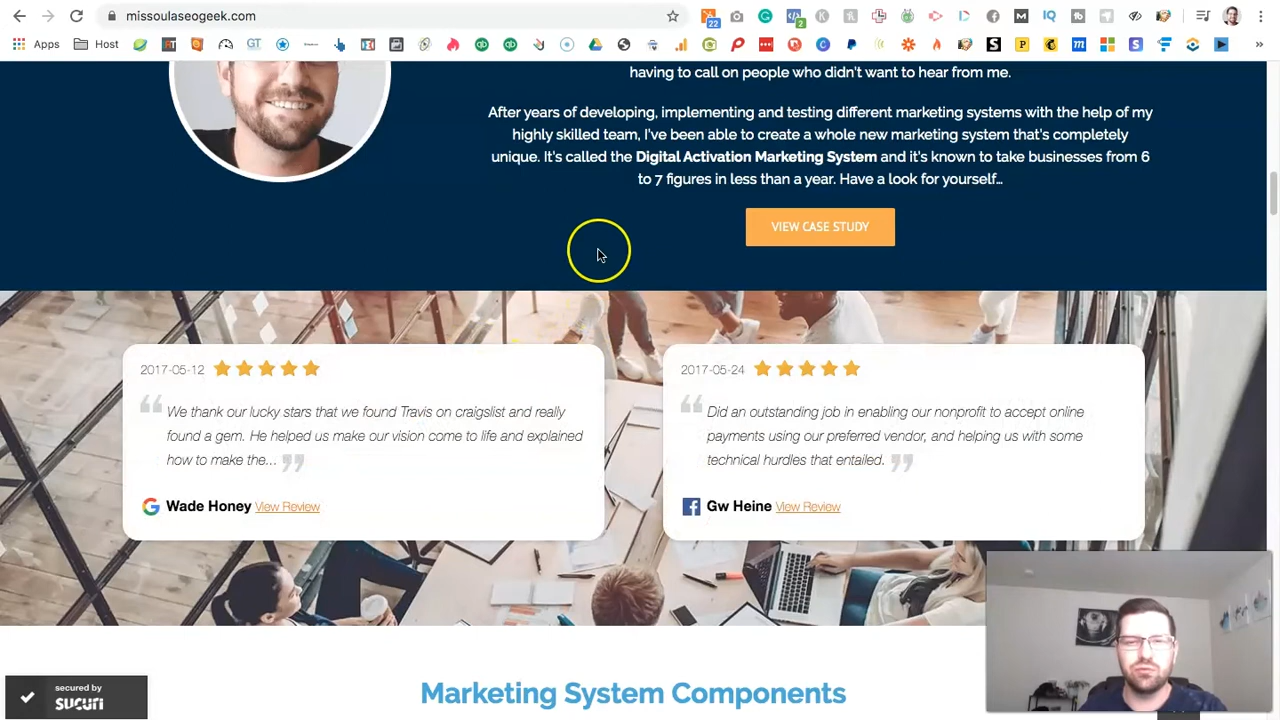 missoulaseogeek.com
22
2
Apps
Host
GT
having to call on people who didn't want to hear from me.
After years of developing, implementing and testing different marketing systems with the help of my
highly skilled team, I've been able to create a whole new marketing system that's completely
unique. It's called the Digital Activation Marketing System and it's known to take businesses from 6
to 7 figures in less than a year. Have a look for yourself...
VIEW CASE STUDY
2017-05-12
We thank our lucky stars that we found Travis on craigslist and really
found a gem. He helped us make our vision come to life and explained
how to make the...
Wade Honey View Review
2017-05-24
Did an outstanding job in enabling our nonprofit to accept online
payments using our preferred vendor, and helping us with some
technical hurdles that entailed.
Gw Heine View Review
Marketing System Components
secured by
sucuri